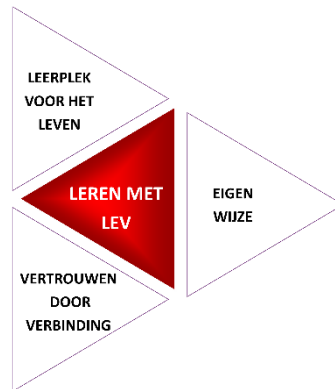 LEERPLEK
VOOR HET
LEVEN
LEREN MET
LEV
EIGEN
WIJZE
VERTROUWEN
DOOR
VERBINDING